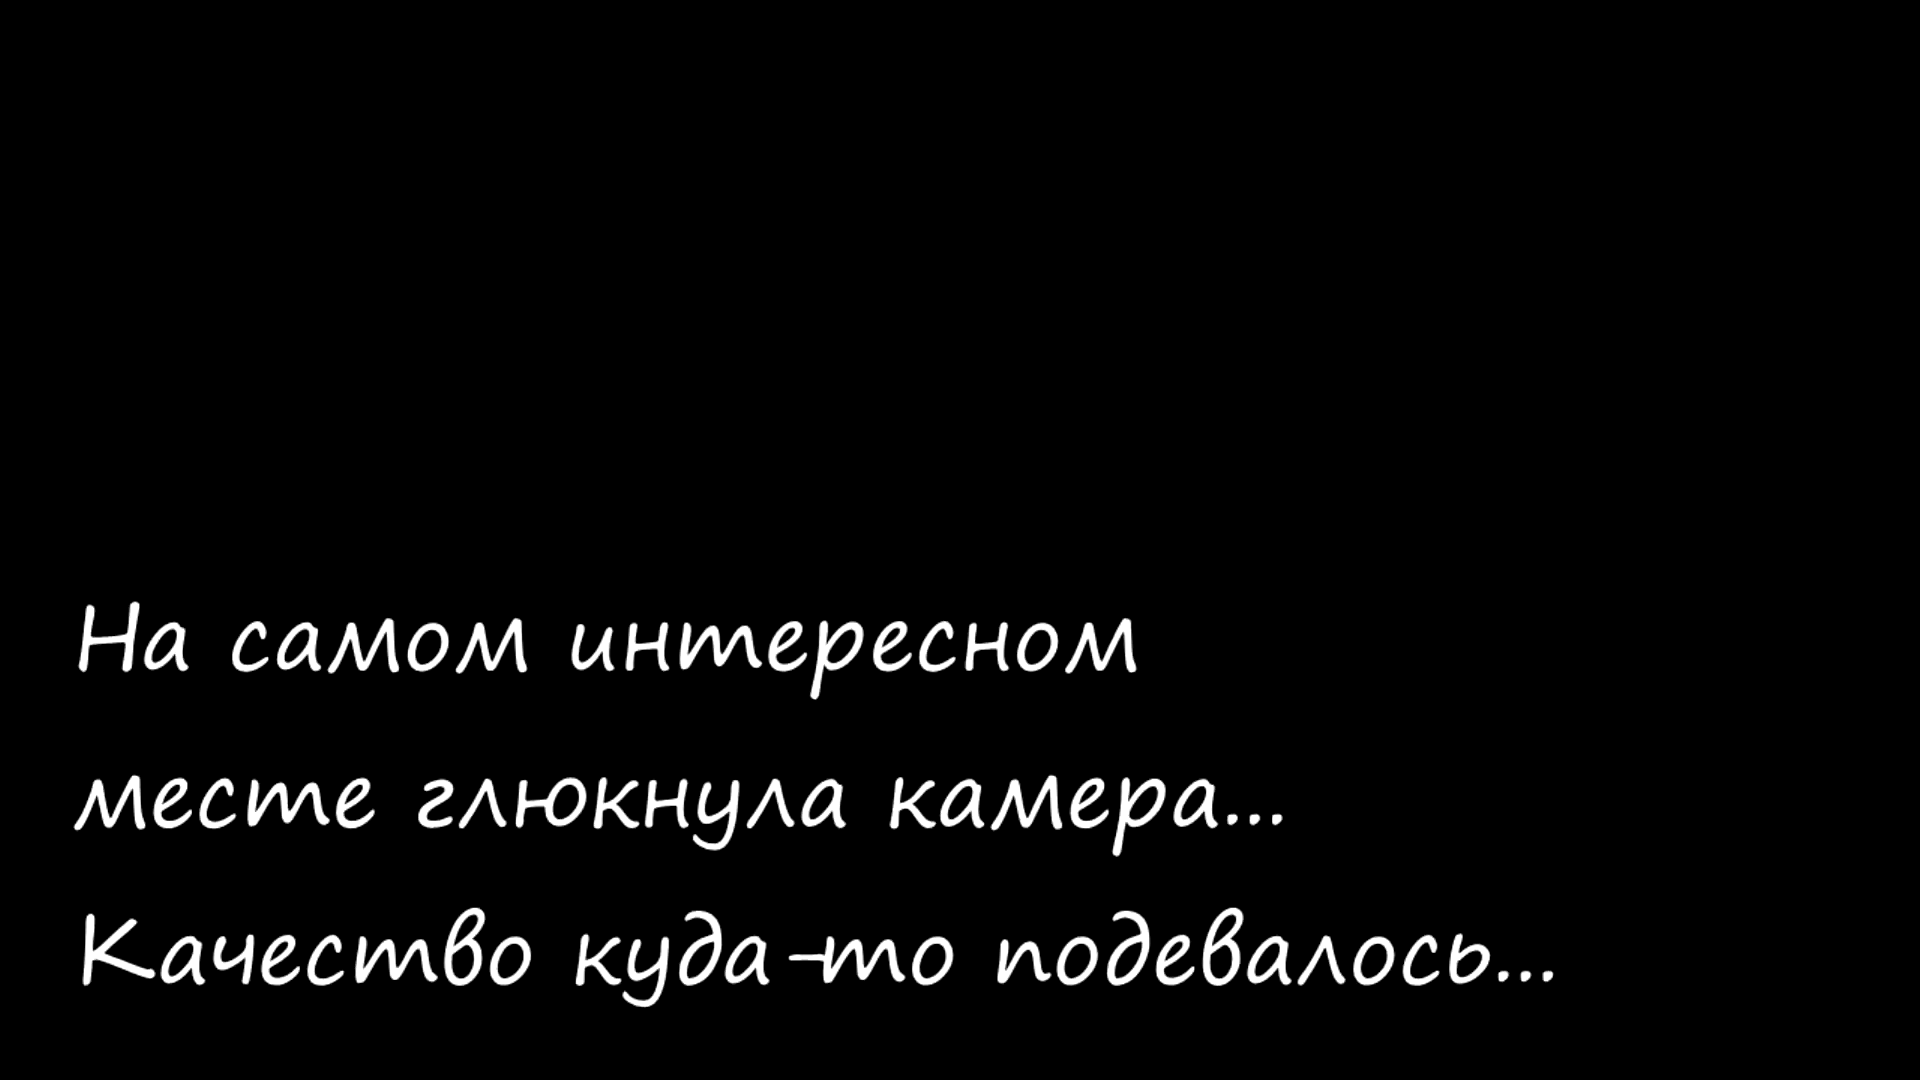 На самом интересном
месте глюкнула камера...
Качество куда-то подевалось...